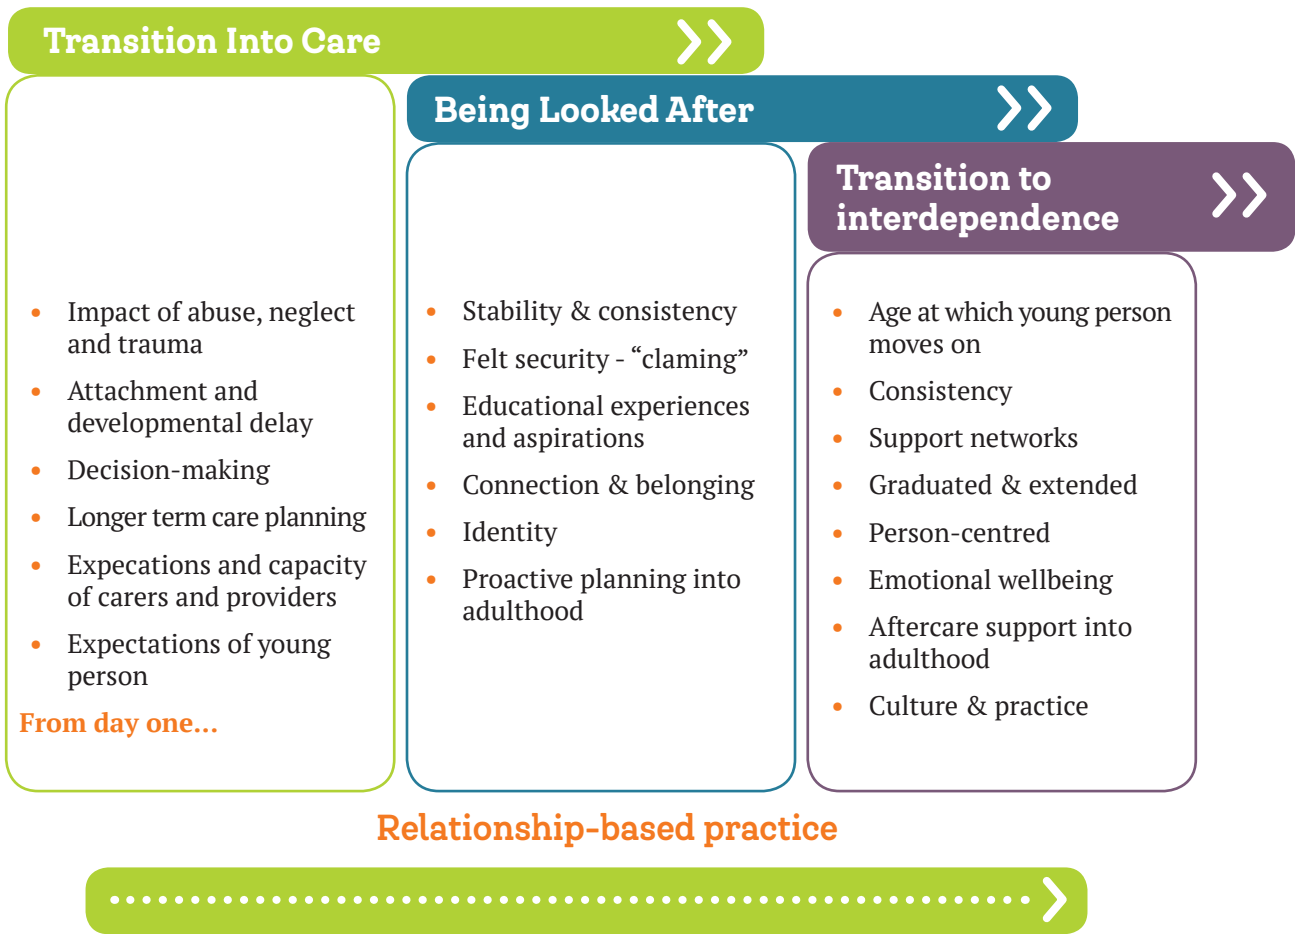 Transition Into Care
Being Looked After
Transition to
interdependence
• Impact of abuse, neglect
and trauma
• Attachment and
developmental delay
• Decision-making
• Longer term care planning
• Expecations and capacity
of carers and providers
• Expectations of young
person
From day one...
• Stability & consistency
• Felt security - “claming”
• Educational experiences
and aspirations
• Connection & belonging
• Identity
• Proactive planning into
adulthood
• Age at which young person
moves on
• Consistency
• Support networks
• Graduated & extended
• Person-centred
• Emotional wellbeing
• Aftercare support into
adulthood
• Culture & practice
Relationship-based practice